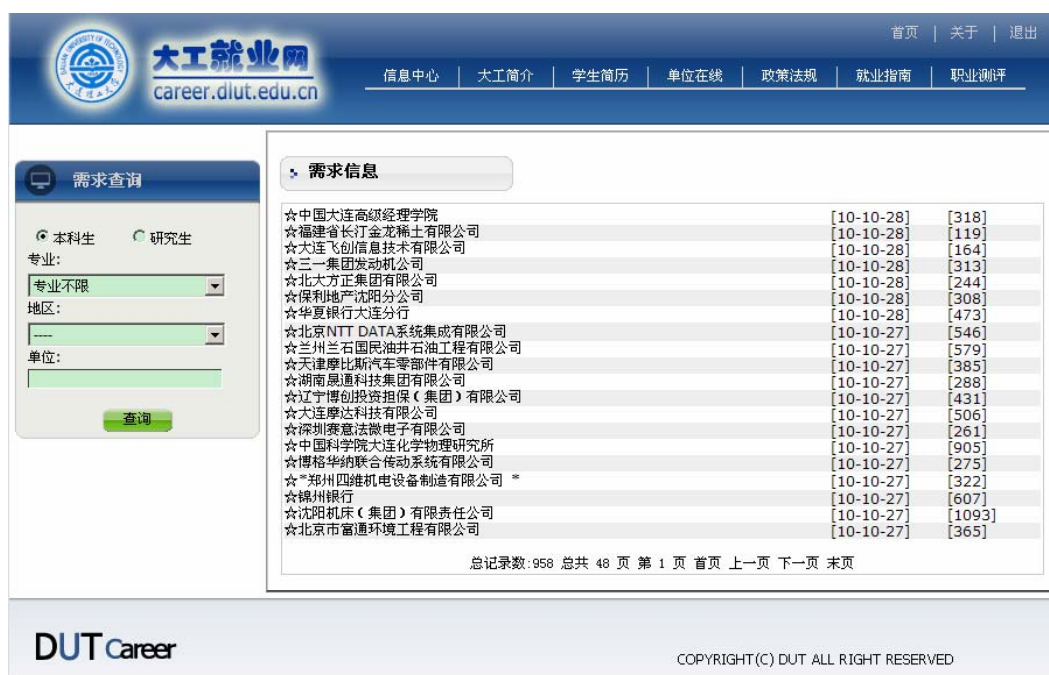 首页 | 关于 | 退出
DALIAN UNIVERSITY OF TECHNOLOGY
大连理工大学
大工就业网
career.dlut.edu.cn
信息中心 | 大工简介 | 学生简历 | 单位在线 | 政策法规 | 就业指南 | 职业测评
需求查询
本科生 研究生
专业:
专业不限
地区:
----
单位:
查询
需求信息
☆中国大连高级经理学院 [10-10-28] [318]
☆福建省长汀金龙稀土有限公司 [10-10-28] [119]
☆大连飞创信息技术有限公司 [10-10-28] [164]
☆三一集团发动机公司 [10-10-28] [313]
☆北大方正集团有限公司 [10-10-28] [244]
☆保利地产沈阳分公司 [10-10-28] [308]
☆华夏银行大连分行 [10-10-28] [473]
☆北京NTT DATA系统集成有限公司 [10-10-27] [546]
☆兰州兰石国民油井石油工程有限公司 [10-10-27] [579]
☆天津摩比斯汽车零部件有限公司 [10-10-27] [385]
☆湖南晟通科技集团有限公司 [10-10-27] [288]
☆辽宁博创投资担保(集团)有限公司 [10-10-27] [431]
☆大连摩达科技有限公司 [10-10-27] [506]
☆深圳赛意法微电子有限公司 [10-10-27] [261]
☆中国科学院大连化学物理研究所 [10-10-27] [905]
☆博格华纳联合传动系统有限公司 [10-10-27] [275]
☆*郑州四维机电设备制造有限公司 * [10-10-27] [322]
☆锦州银行 [10-10-27] [607]
☆沈阳机床(集团)有限责任公司 [10-10-27] [1093]
☆北京市富通环境工程有限公司 [10-10-27] [365]
总记录数:958 总共 48 页 第 1 页 首页 上一页 下一页 末页
DUT Career
COPYRIGHT(C) DUT ALL RIGHT RESERVED